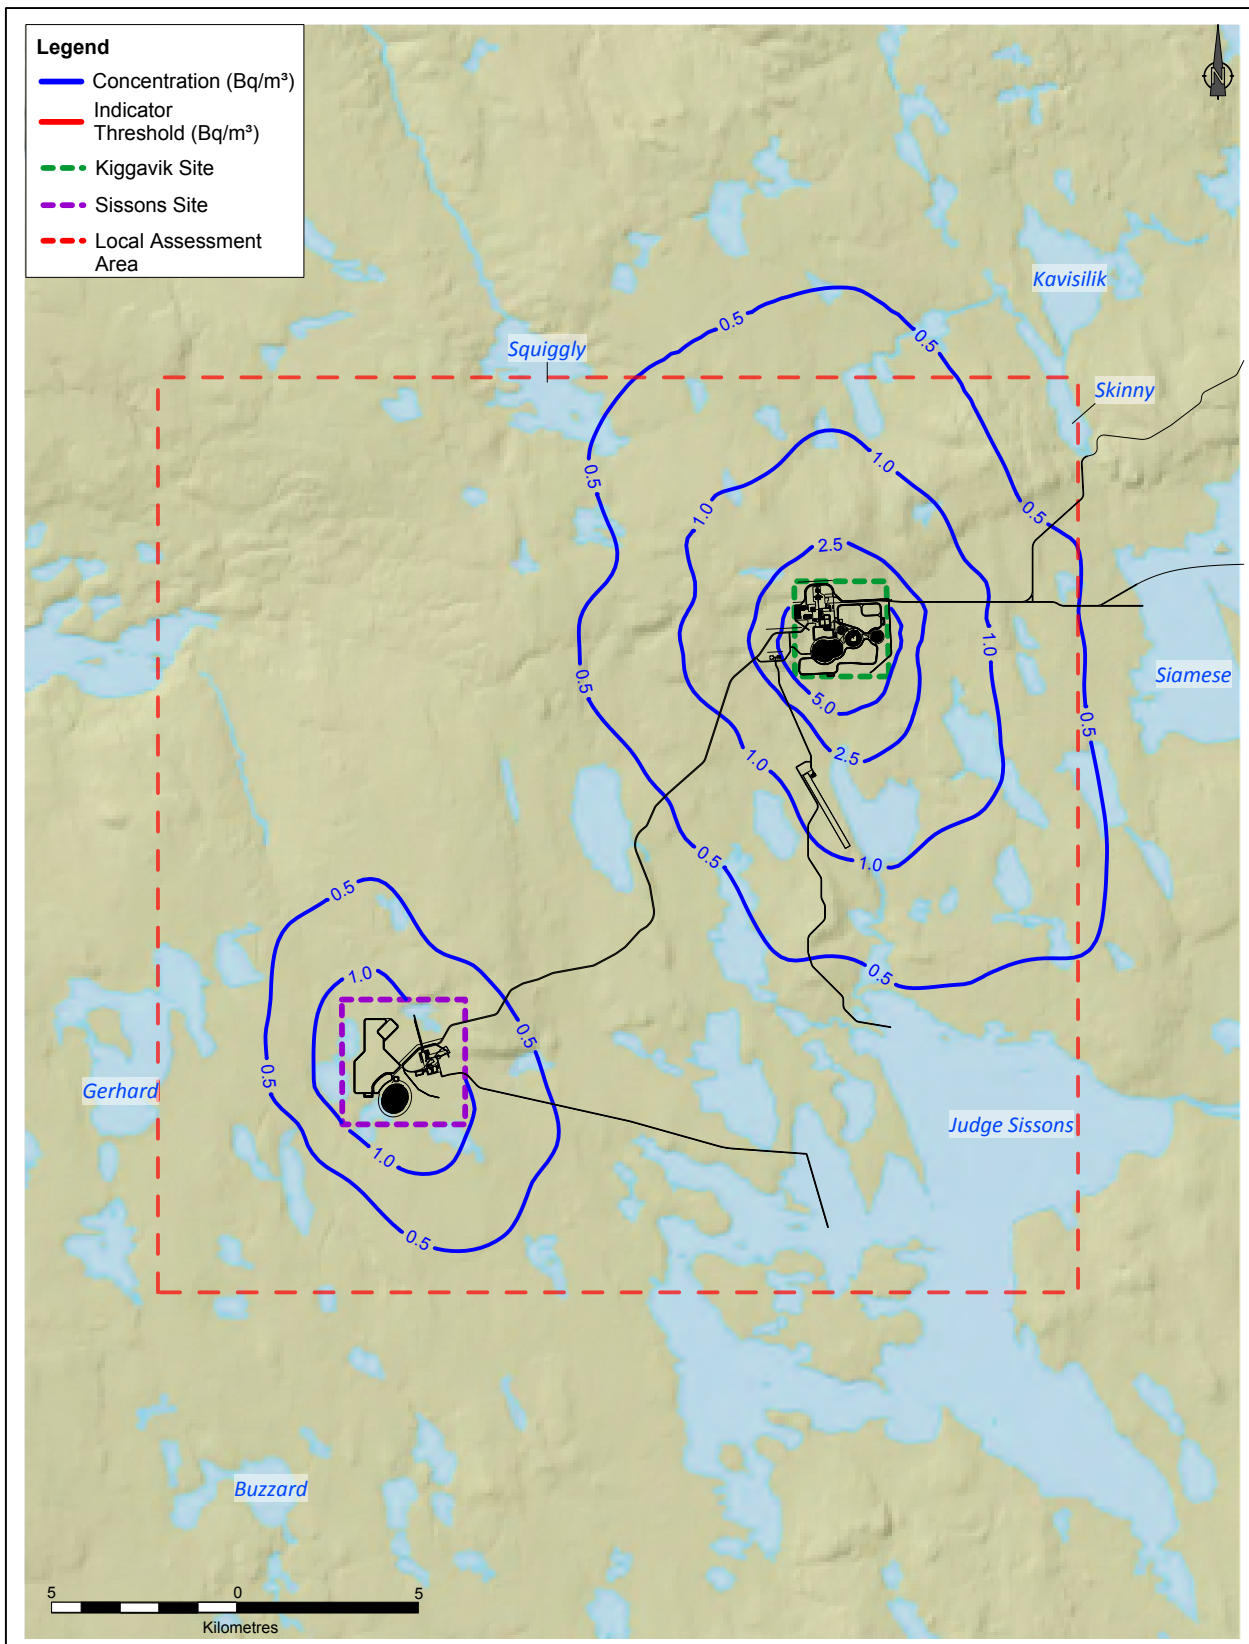 Legend
Concentration (Bq/m³)
Indicator
Threshold (Bq/m³)
Kiggavik Site
Sissons Site
Local Assessment
Area
N
Kavisilik
Squiggly
Skinny
Siamese
Gerhard
Judge Sissons
Buzzard
0.5
0.5
0.5
0.5
0.5
0.5
0.5
0.5
1.0
1.0
1.0
1.0
1.0
2.5
2.5
5.0
0.5
0.5
0.5
0.5
1.0
1.0
5 0 5
Kilometres